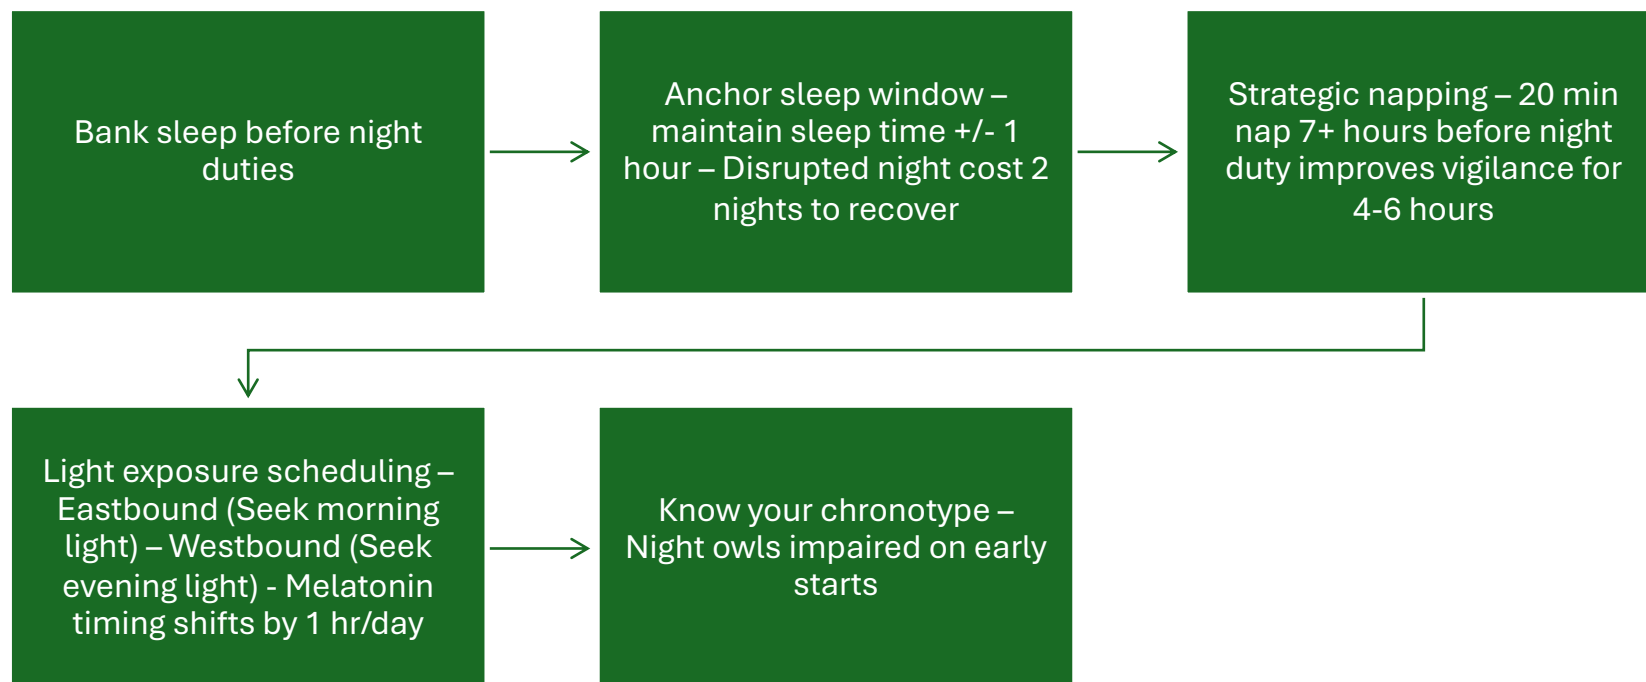 Bank sleep before night
duties
Anchor sleep window –
maintain sleep time +/- 1
hour – Disrupted night cost 2
nights to recover
Strategic napping – 20 min
nap 7+ hours before night
duty improves vigilance for
4-6 hours
Light exposure scheduling –
Eastbound (Seek morning
light) – Westbound (Seek
evening light) - Melatonin
timing shifts by 1 hr/day
Know your chronotype –
Night owls impaired on early
starts